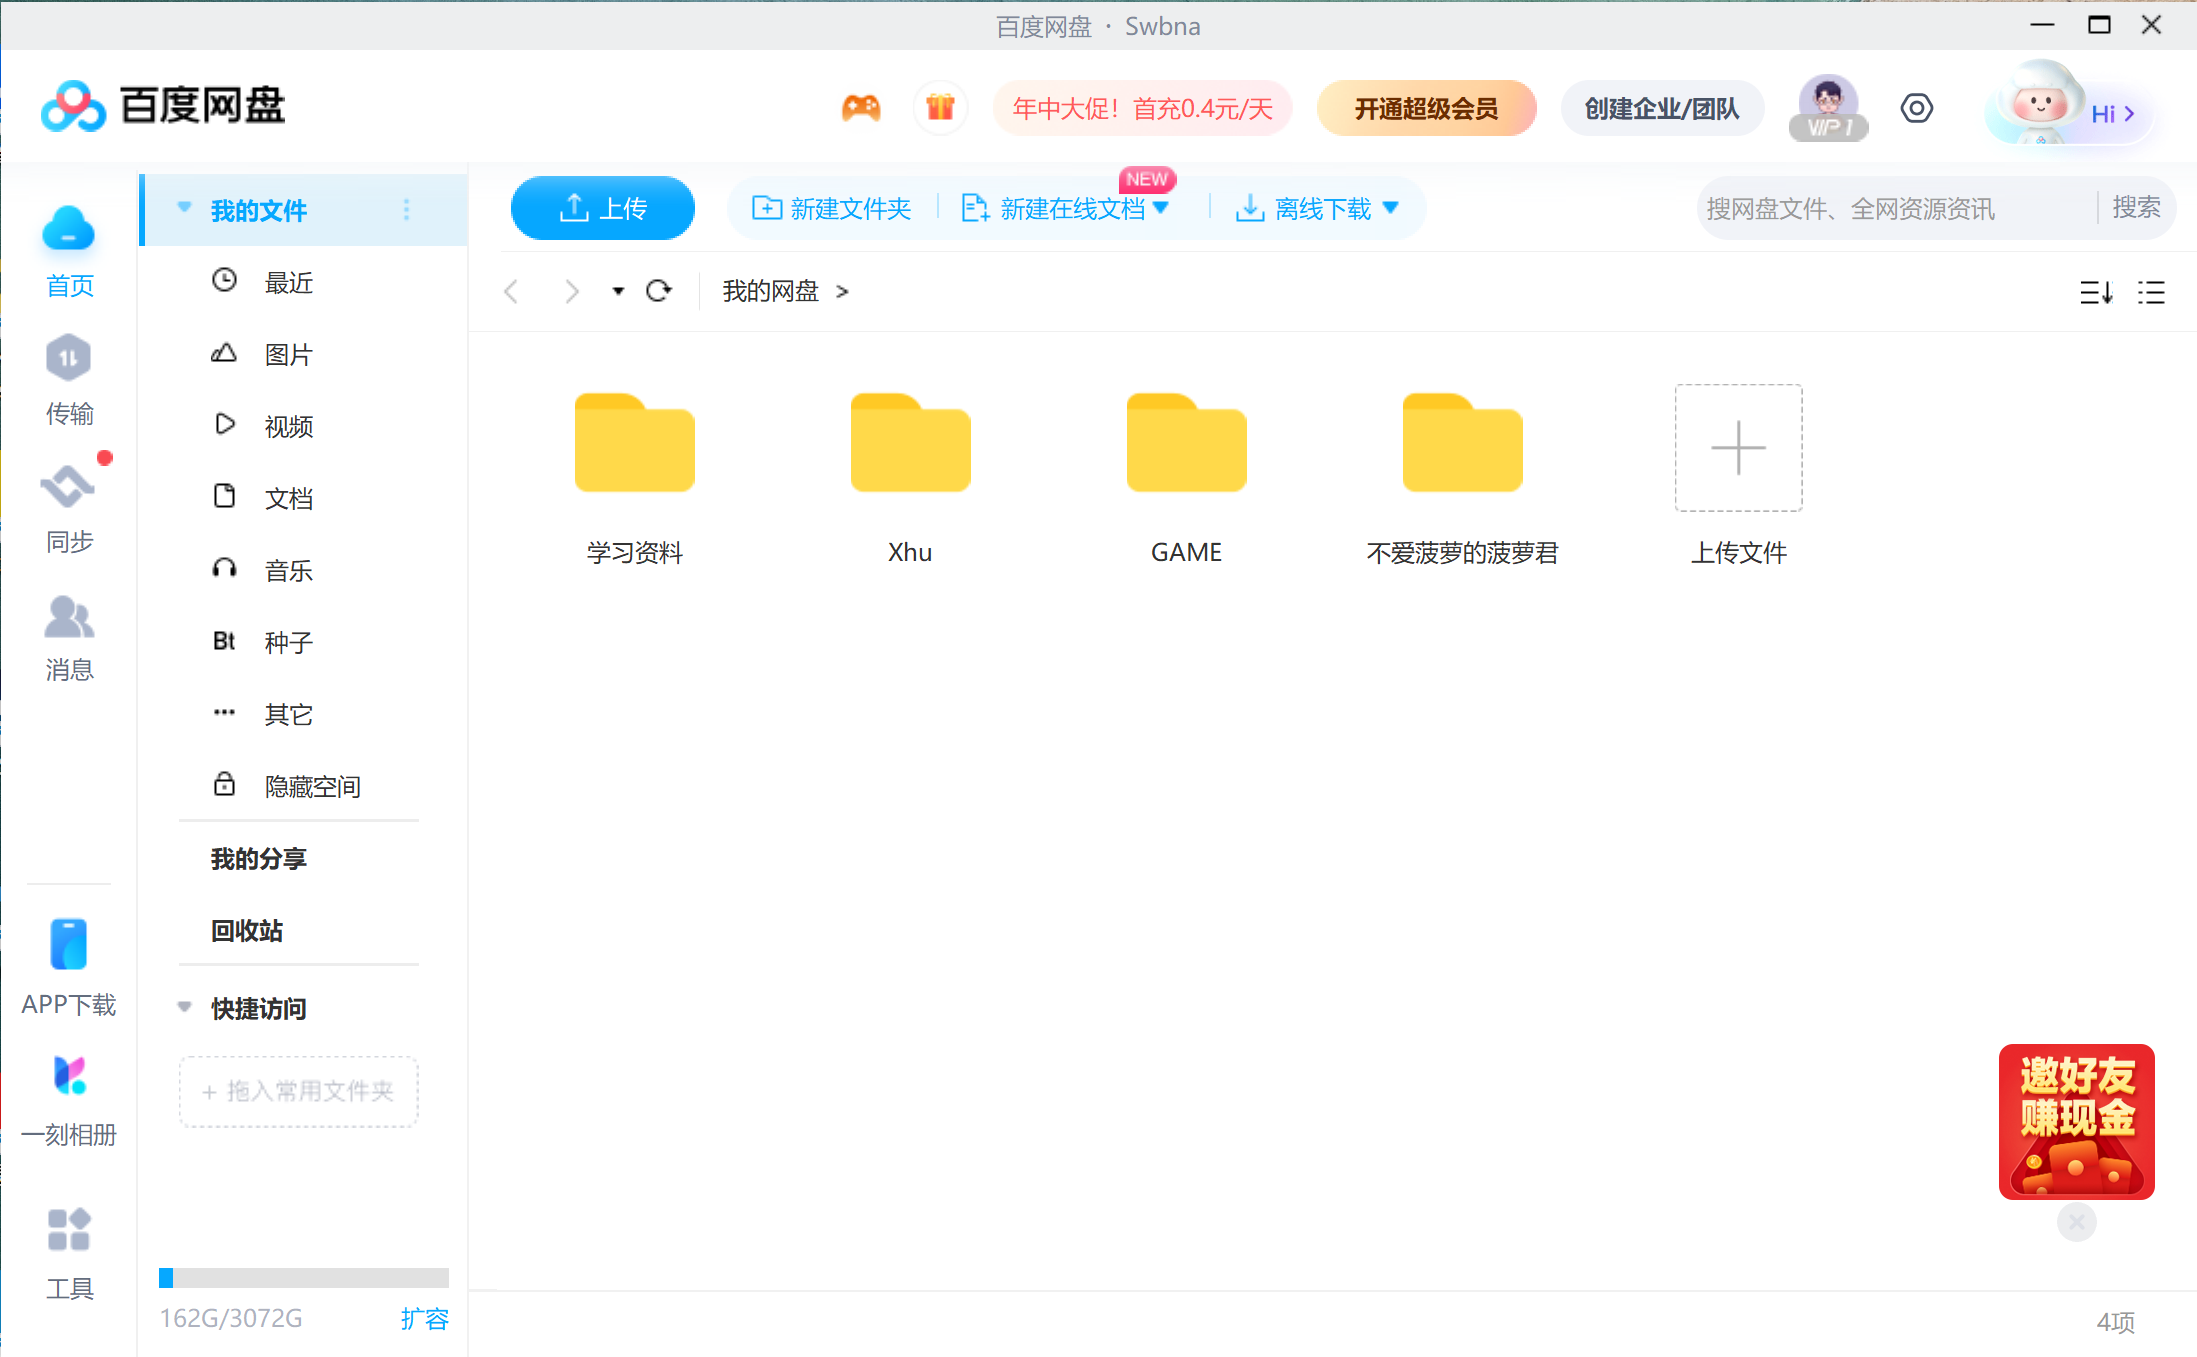 百度网盘 · Swbna
百度网盘
年中大促！首充0.4元/天
开通超级会员
创建企业/团队
VIP 1
Hi >
首页
传输
同步
消息
APP下载
一刻相册
工具
我的文件
最近
图片
视频
文档
音乐
Bt 种子
其它
隐藏空间
我的分享
回收站
快捷访问
+ 拖入常用文件夹
162G/3072G 扩容
上传
新建文件夹
新建在线文档
NEW
离线下载
搜网盘文件、全网资源资讯
搜索
我的网盘 >
学习资料
Xhu
GAME
不爱菠萝的菠萝君
上传文件
邀好友
赚现金
4项